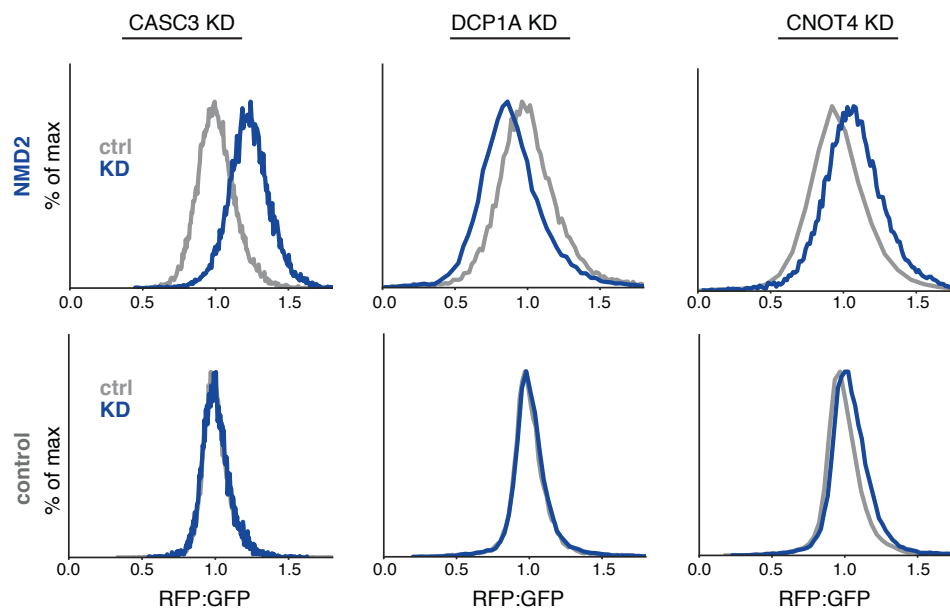 CASC3 KD
DCP1A KD
CNOT4 KD
NMD2
% of max
ctrl
KD
0.0 0.5 1.0 1.5
0.0 0.5 1.0 1.5
0.0 0.5 1.0 1.5
control
% of max
ctrl
KD
0.0 0.5 1.0 1.5
0.0 0.5 1.0 1.5
0.0 0.5 1.0 1.5
RFP:GFP
RFP:GFP
RFP:GFP